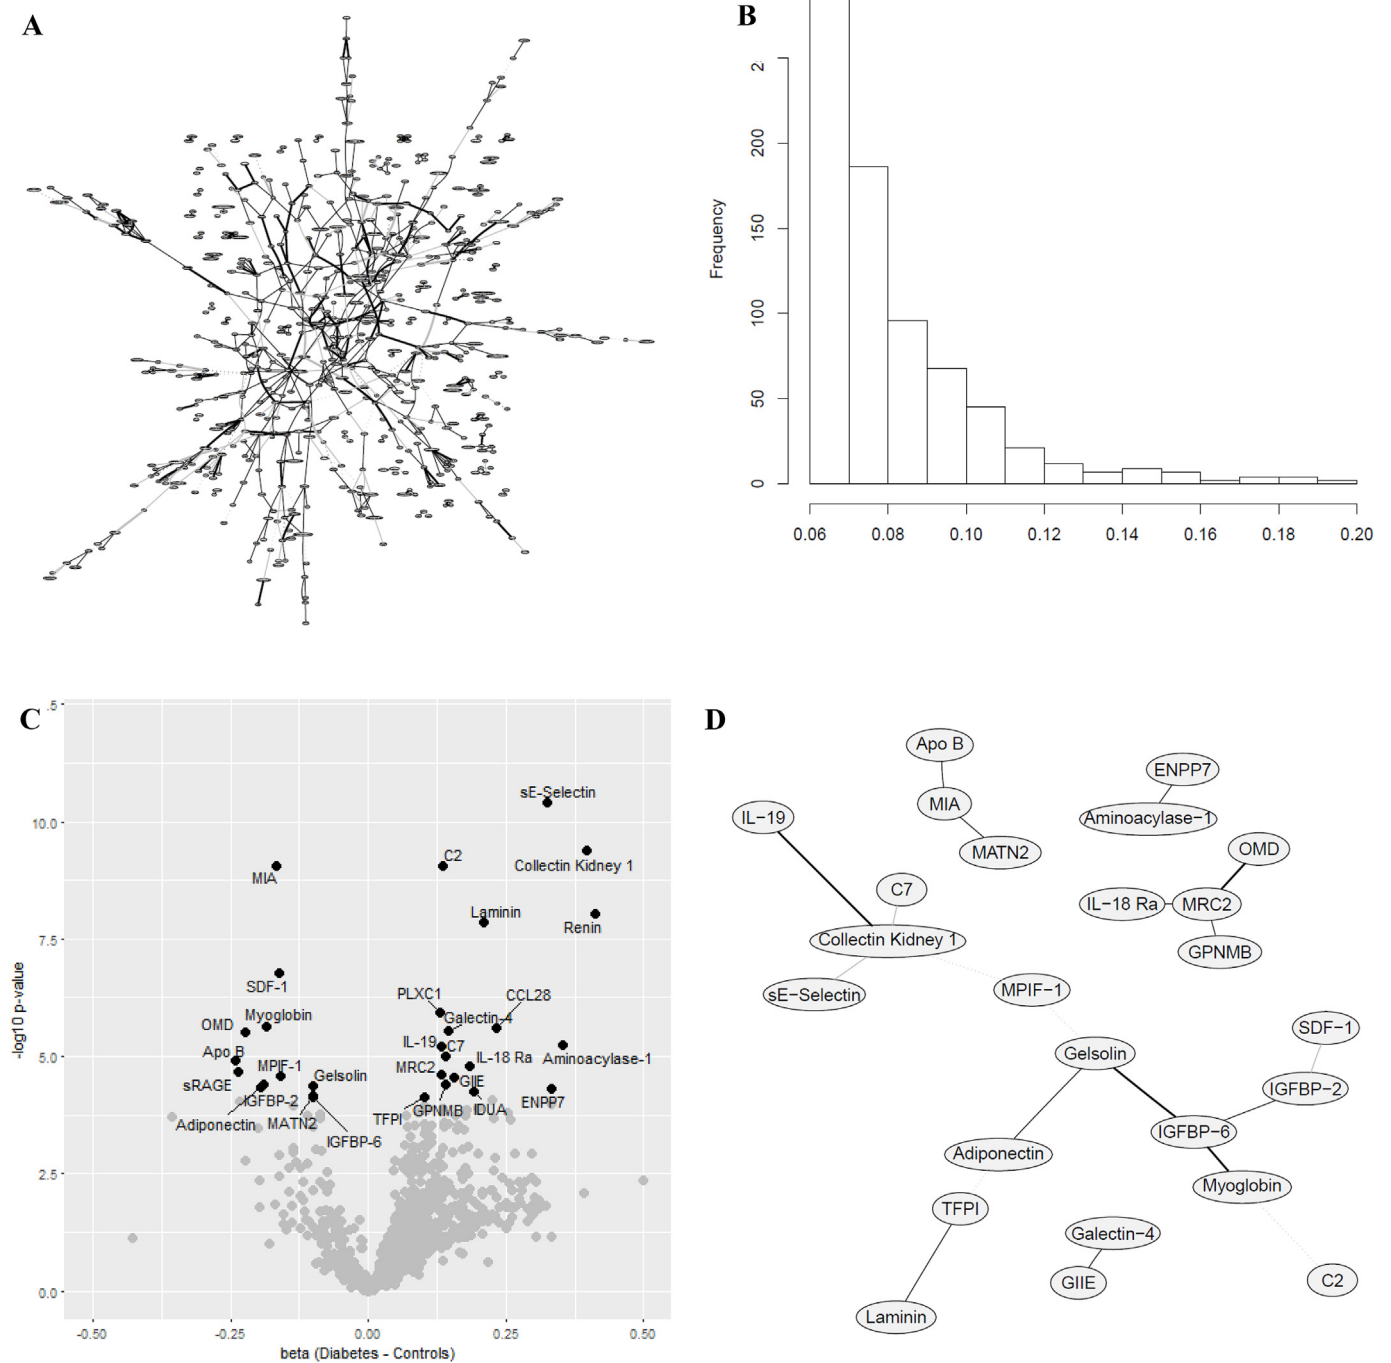 A
B
2
200
150
100
50
0
Frequency
0.06
0.08
0.10
0.12
0.14
0.16
0.18
0.20
C
.5
10.0
7.5
5.0
2.5
0.0
-log10 p-value
sE-Selectin
C2
Collectin Kidney 1
MIA
Laminin
Renin
SDF-1
PLXC1
CCL28
Myoglobin
OMD
Galectin-4
IL-19
C7
Apo B
IL-18 Ra
Aminoacylase-1
MPIF-1
MRC2
Gelsolin
GIIE
sRAGE
IGFBP-2
ENPP7
GPNMB
IDUA
TFPI
Adiponectin
MATN2
IGFBP-6
-0.50
-0.25
0.00
0.25
0.50
beta (Diabetes - Controls)
D
Apo B
ENPP7
MIA
IL−19
Aminoacylase−1
MATN2
OMD
C7
IL−18 Ra
MRC2
Collectin Kidney 1
GPNMB
sE−Selectin
MPIF−1
SDF−1
Gelsolin
IGFBP−2
IGFBP−6
Adiponectin
Myoglobin
TFPI
Galectin−4
GIIE
C2
Laminin